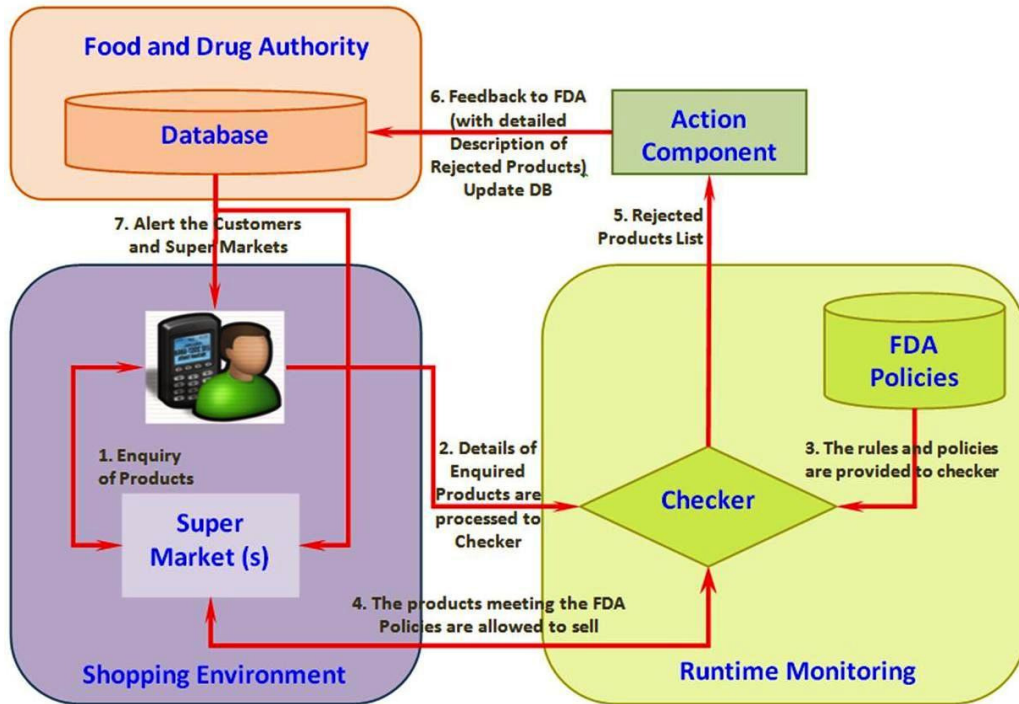 Food and Drug Authority
Database
6. Feedback to FDA
(with detailed
Description of
Rejected Products)
Update DB
Action
Component
7. Alert the Customers
and Super Markets
5. Rejected
Products List
FDA
Policies
1. Enquiry
of Products
2. Details of
Enquired
Products are
processed to
Checker
3. The rules and policies
are provided to checker
Checker
Super
Market (s)
4. The products meeting the FDA
Policies are allowed to sell
Shopping Environment
Runtime Monitoring